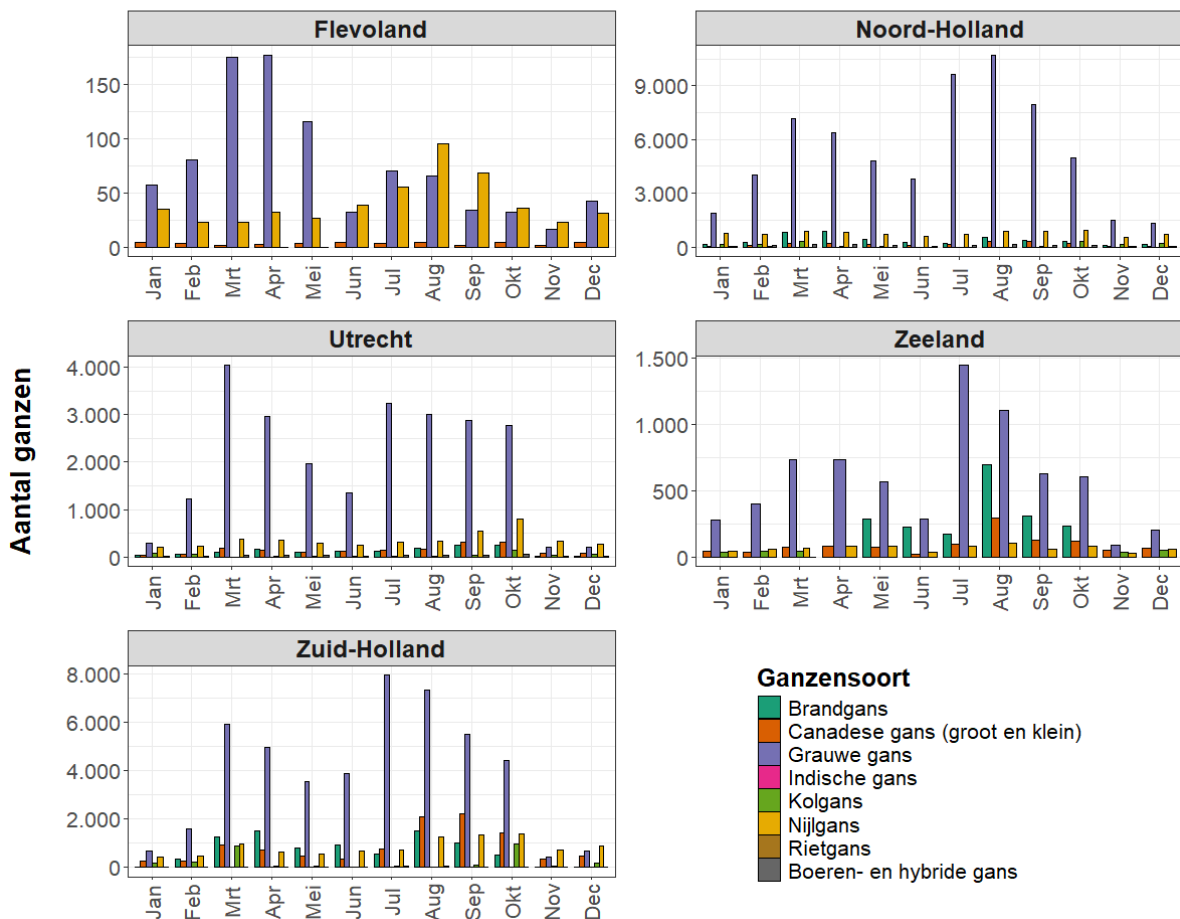 Aantal ganzen
Flevoland
150
100
50
0
Jan Feb Mrt Apr Mei Jun Jul Aug Sep Okt Nov Dec
Noord-Holland
9.000
6.000
3.000
0
Jan Feb Mrt Apr Mei Jun Jul Aug Sep Okt Nov Dec
Utrecht
4.000
3.000
2.000
1.000
0
Jan Feb Mrt Apr Mei Jun Jul Aug Sep Okt Nov Dec
Zeeland
1.500
1.000
500
0
Jan Feb Mrt Apr Mei Jun Jul Aug Sep Okt Nov Dec
Zuid-Holland
8.000
6.000
4.000
2.000
0
Jan Feb Mrt Apr Mei Jun Jul Aug Sep Okt Nov Dec
Ganzensoort
Brandgans
Canadese gans (groot en klein)
Grauwe gans
Indische gans
Kolgans
Nijlgans
Rietgans
Boeren- en hybride gans